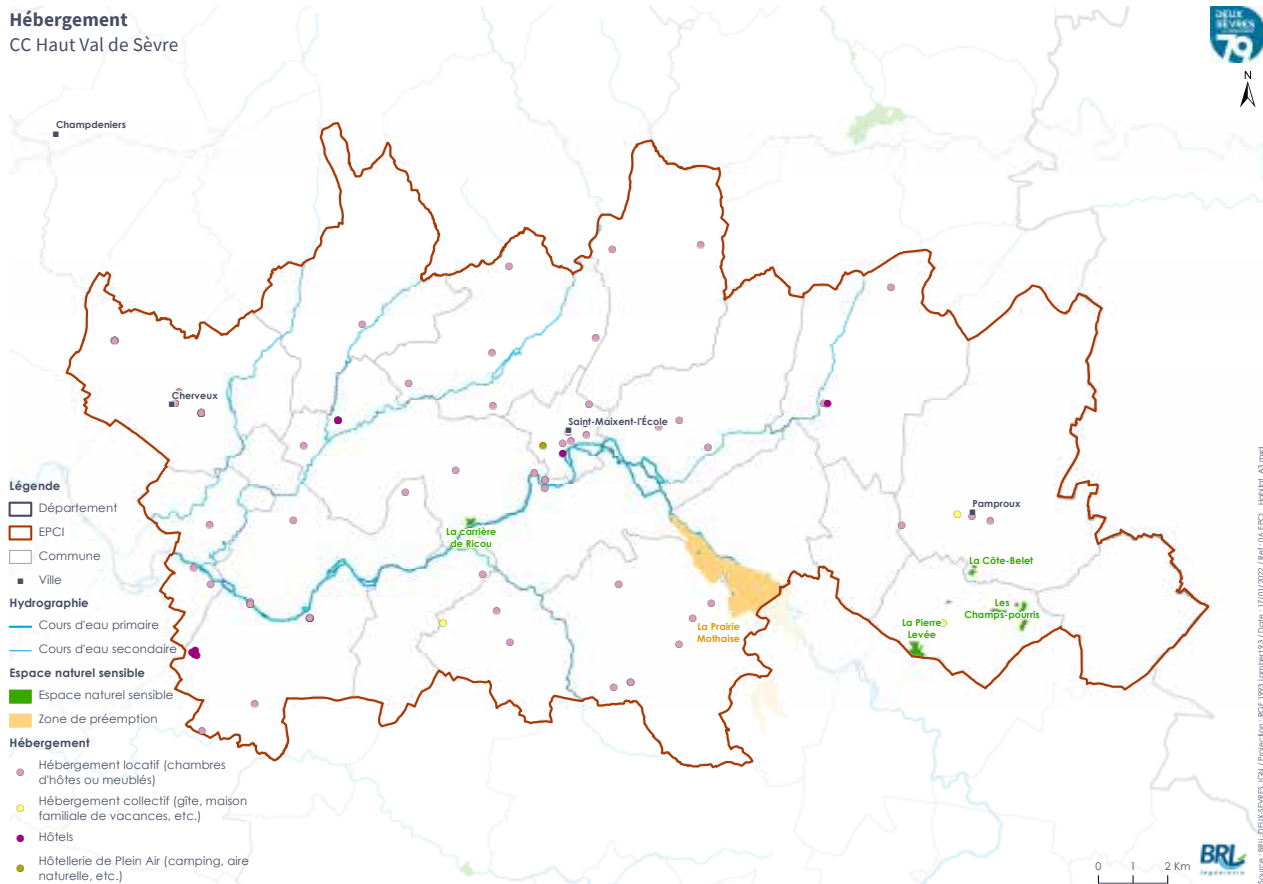 Hébergement
CC Haut Val de Sèvre
DEUX
SÈVRES
79
N
Champdeniers
Cherveux
Saint-Maixent-l'École
Pamproux
La carrière
de Ricou
La Côte-Belet
Les
Champs-pourris
La Pierre
Levée
La Prairie
Mothaise
Légende
Département
EPCI
Commune
Ville
Hydrographie
Cours d'eau primaire
Cours d'eau secondaire
Espace naturel sensible
Espace naturel sensible
Zone de préemption
Hébergement
Hébergement locatif (chambres
d'hôtes ou meublés)
Hébergement collectif (gîte, maison
familiale de vacances, etc.)
Hôtels
Hôtellerie de Plein Air (camping, aire
naturelle, etc.)
0 1 2 Km
BRL
Ingénierie